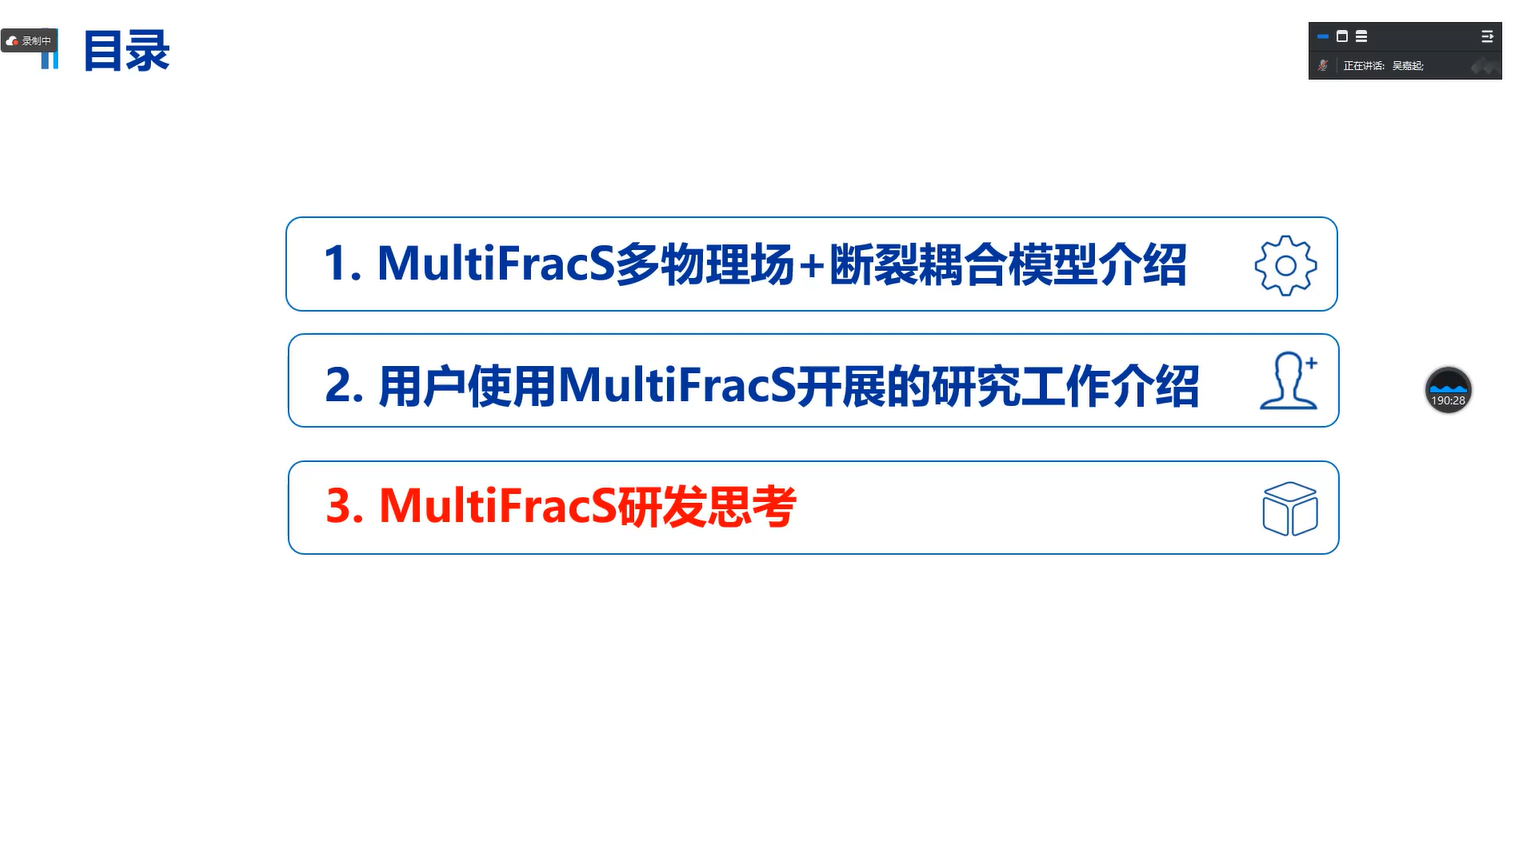 录制中
目录
正在讲话: 吴嘉起;
1. MultiFracS多物理场+断裂耦合模型介绍
2. 用户使用MultiFracS开展的研究工作介绍
190:28
3. MultiFracS研发思考